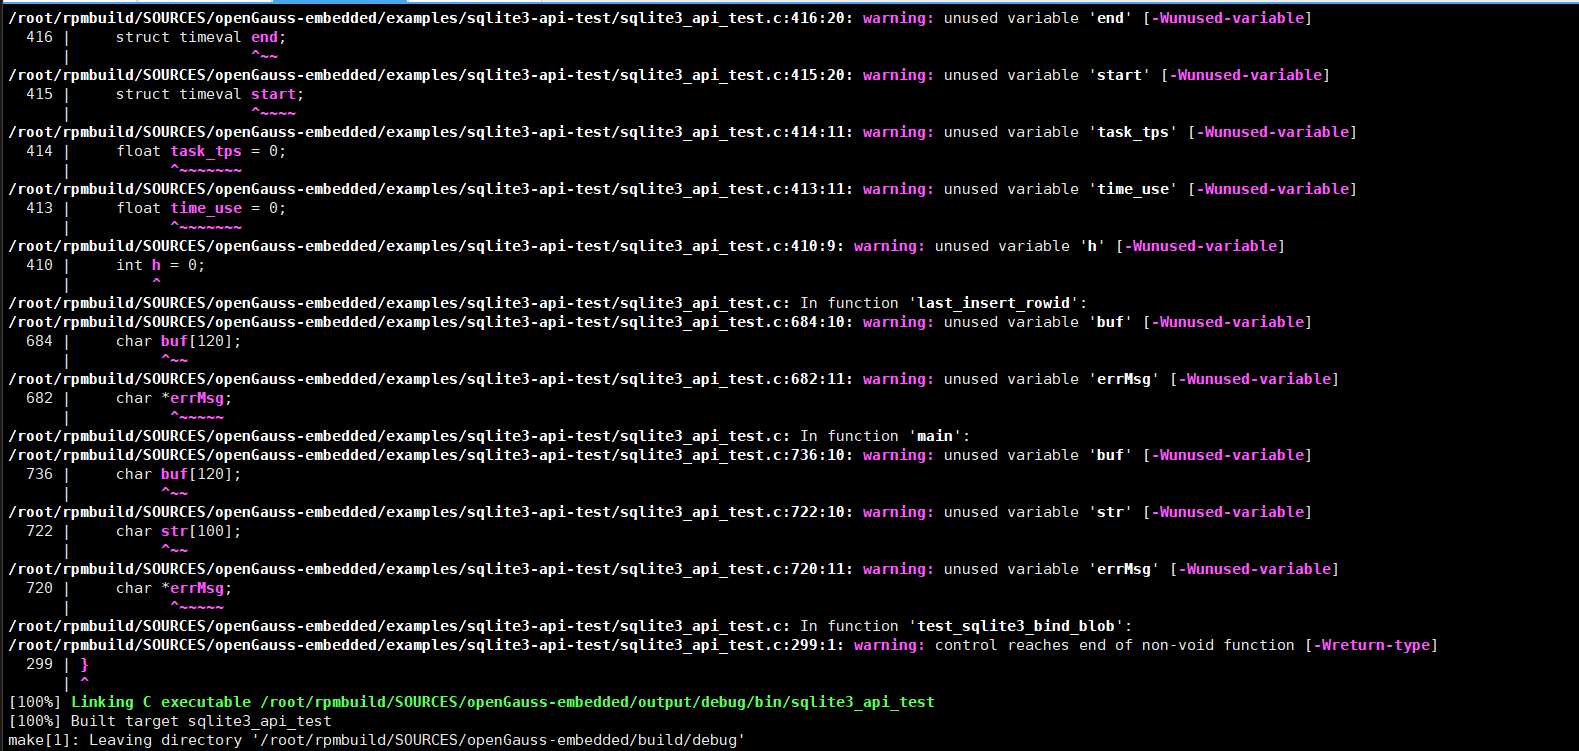 /root/rpmbuild/SOURCES/openGauss-embedded/examples/sqlite3-api-test/sqlite3_api_test.c:416:20: warning: unused variable 'end' [-Wunused-variable]
  416 |     struct timeval end;
      |                    ^~~
/root/rpmbuild/SOURCES/openGauss-embedded/examples/sqlite3-api-test/sqlite3_api_test.c:415:20: warning: unused variable 'start' [-Wunused-variable]
  415 |     struct timeval start;
      |                    ^~~~~
/root/rpmbuild/SOURCES/openGauss-embedded/examples/sqlite3-api-test/sqlite3_api_test.c:414:11: warning: unused variable 'task_tps' [-Wunused-variable]
  414 |     float task_tps = 0;
      |           ^~~~~~~~
/root/rpmbuild/SOURCES/openGauss-embedded/examples/sqlite3-api-test/sqlite3_api_test.c:413:11: warning: unused variable 'time_use' [-Wunused-variable]
  413 |     float time_use = 0;
      |           ^~~~~~~~
/root/rpmbuild/SOURCES/openGauss-embedded/examples/sqlite3-api-test/sqlite3_api_test.c:410:9: warning: unused variable 'h' [-Wunused-variable]
  410 |     int h = 0;
      |         ^
/root/rpmbuild/SOURCES/openGauss-embedded/examples/sqlite3-api-test/sqlite3_api_test.c: In function 'last_insert_rowid':
/root/rpmbuild/SOURCES/openGauss-embedded/examples/sqlite3-api-test/sqlite3_api_test.c:684:10: warning: unused variable 'buf' [-Wunused-variable]
  684 |     char buf[120];
      |          ^~~
/root/rpmbuild/SOURCES/openGauss-embedded/examples/sqlite3-api-test/sqlite3_api_test.c:682:11: warning: unused variable 'errMsg' [-Wunused-variable]
  682 |     char *errMsg;
      |           ^~~~~~
/root/rpmbuild/SOURCES/openGauss-embedded/examples/sqlite3-api-test/sqlite3_api_test.c: In function 'main':
/root/rpmbuild/SOURCES/openGauss-embedded/examples/sqlite3-api-test/sqlite3_api_test.c:736:10: warning: unused variable 'buf' [-Wunused-variable]
  736 |     char buf[120];
      |          ^~~
/root/rpmbuild/SOURCES/openGauss-embedded/examples/sqlite3-api-test/sqlite3_api_test.c:722:10: warning: unused variable 'str' [-Wunused-variable]
  722 |     char str[100];
      |          ^~~
/root/rpmbuild/SOURCES/openGauss-embedded/examples/sqlite3-api-test/sqlite3_api_test.c:720:11: warning: unused variable 'errMsg' [-Wunused-variable]
  720 |     char *errMsg;
      |           ^~~~~~
/root/rpmbuild/SOURCES/openGauss-embedded/examples/sqlite3-api-test/sqlite3_api_test.c: In function 'test_sqlite3_bind_blob':
/root/rpmbuild/SOURCES/openGauss-embedded/examples/sqlite3-api-test/sqlite3_api_test.c:299:1: warning: control reaches end of non-void function [-Wreturn-type]
  299 | }
      | ^
[100%] Linking C executable /root/rpmbuild/SOURCES/openGauss-embedded/output/debug/bin/sqlite3_api_test
[100%] Built target sqlite3_api_test
make[1]: Leaving directory '/root/rpmbuild/SOURCES/openGauss-embedded/build/debug'